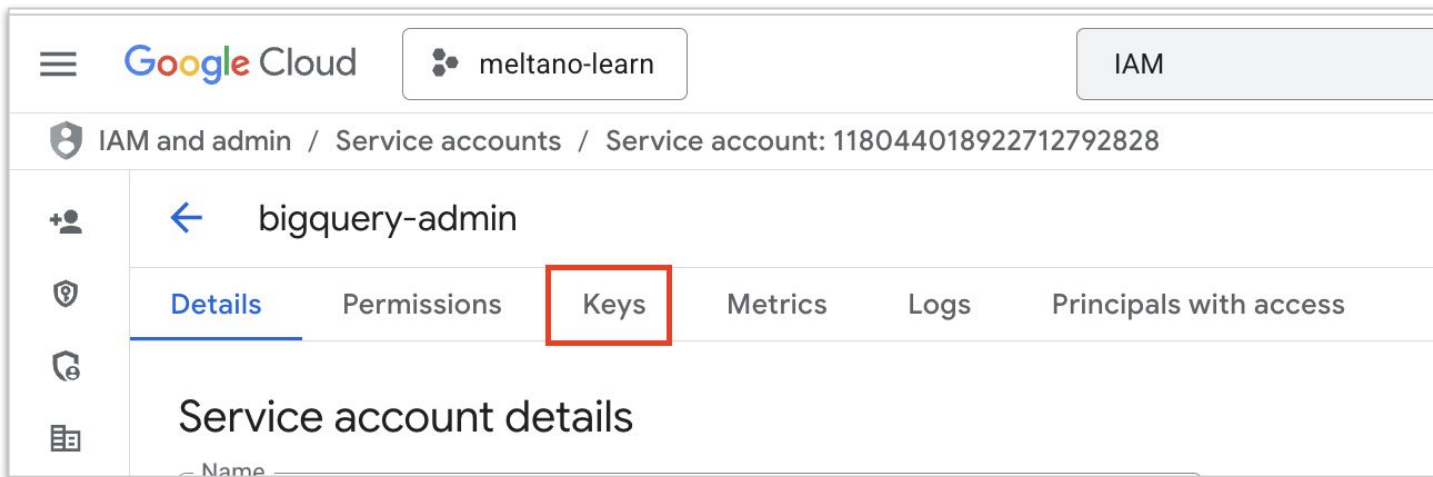 Google Cloud
meltano-learn
IAM
IAM and admin / Service accounts / Service account: 118044018922712792828
bigquery-admin
Details
Permissions
Keys
Metrics
Logs
Principals with access
Service account details
Name